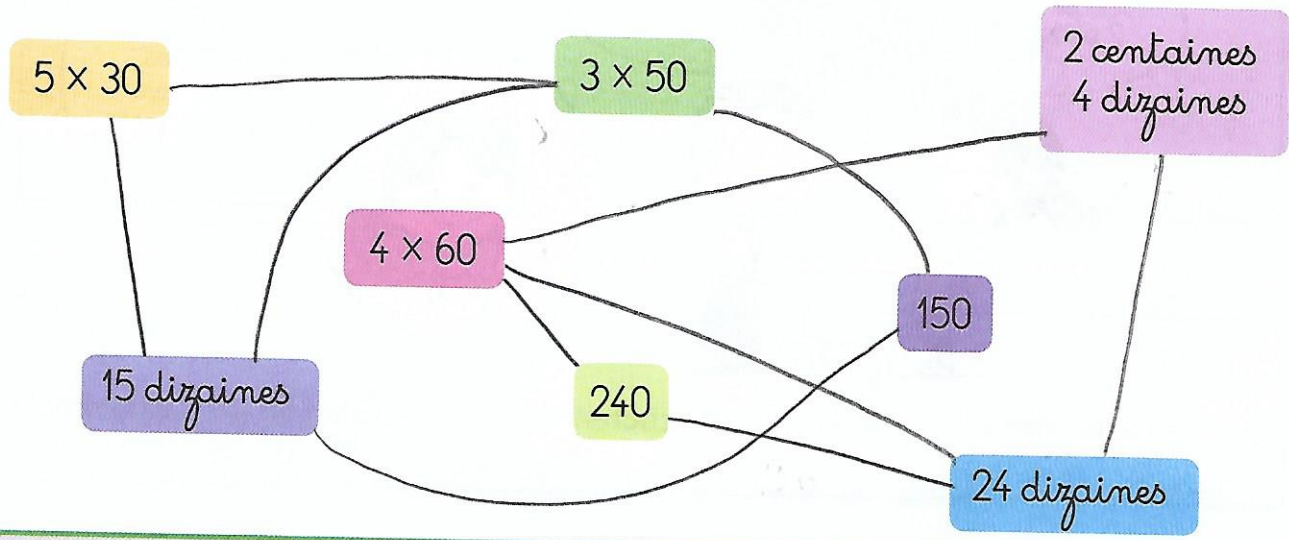 5 × 30
3 × 50
2 centaines
4 dizaines
4 × 60
150
15 dizaines
240
24 dizaines